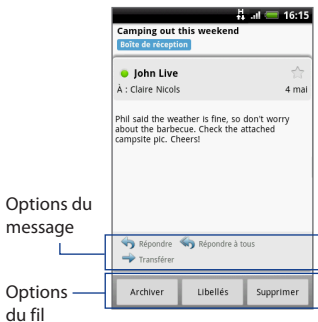 H
16:15
Camping out this weekend
Boîte de réception
John Live
À : Claire Nicols
4 mai
Phil said the weather is fine, so don't worry
about the barbecue. Check the attached
campsite pic. Cheers!
Options du
message
Répondre
Répondre à tous
Transférer
Options
du fil
Archiver
Libellés
Supprimer